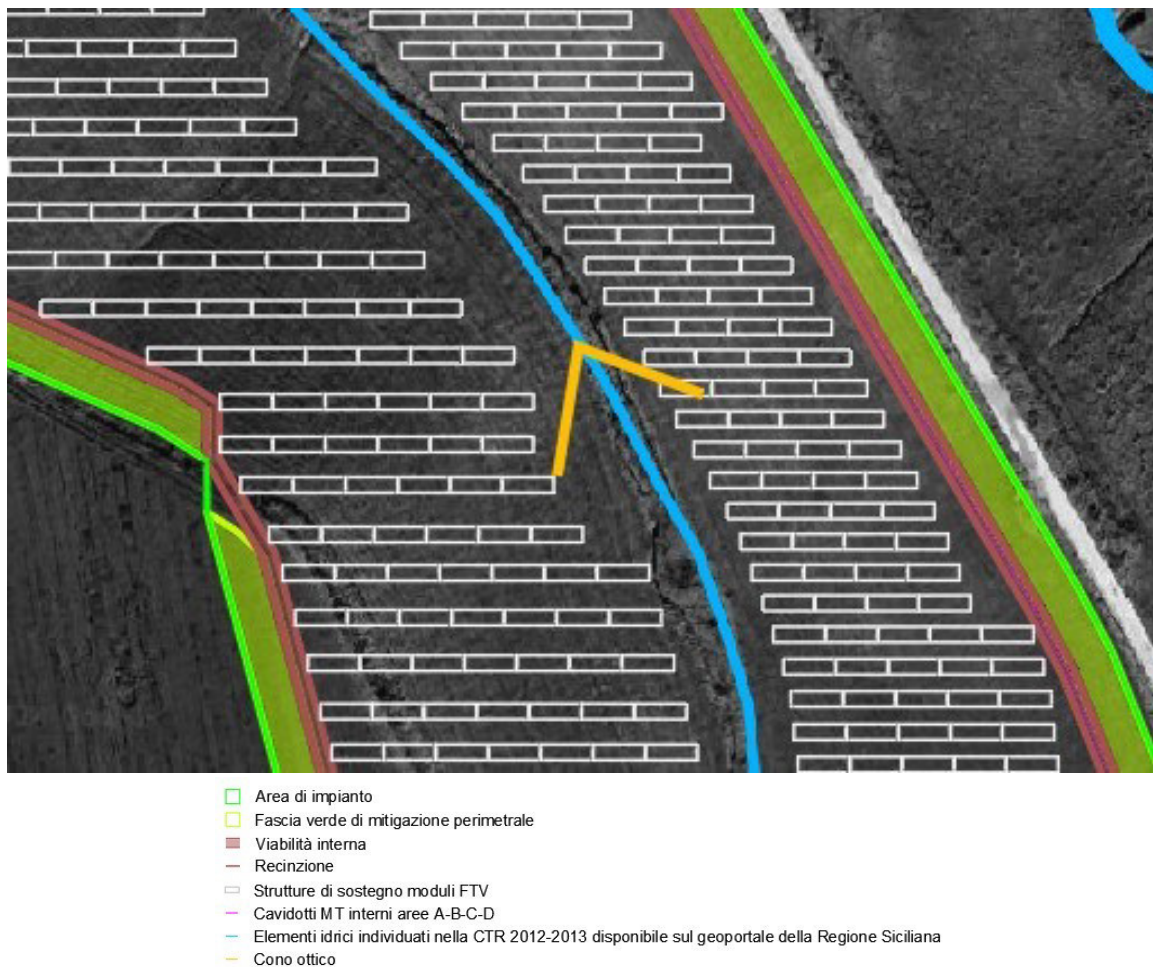 Area di impianto
Fascia verde di mitigazione perimetrale
Viabilità interna
Recinzione
Strutture di sostegno moduli FTV
Cavidotti MT interni aree A-B-C-D
Elementi idrici individuati nella CTR 2012-2013 disponibile sul geoportale della Regione Siciliana
Cono ottico